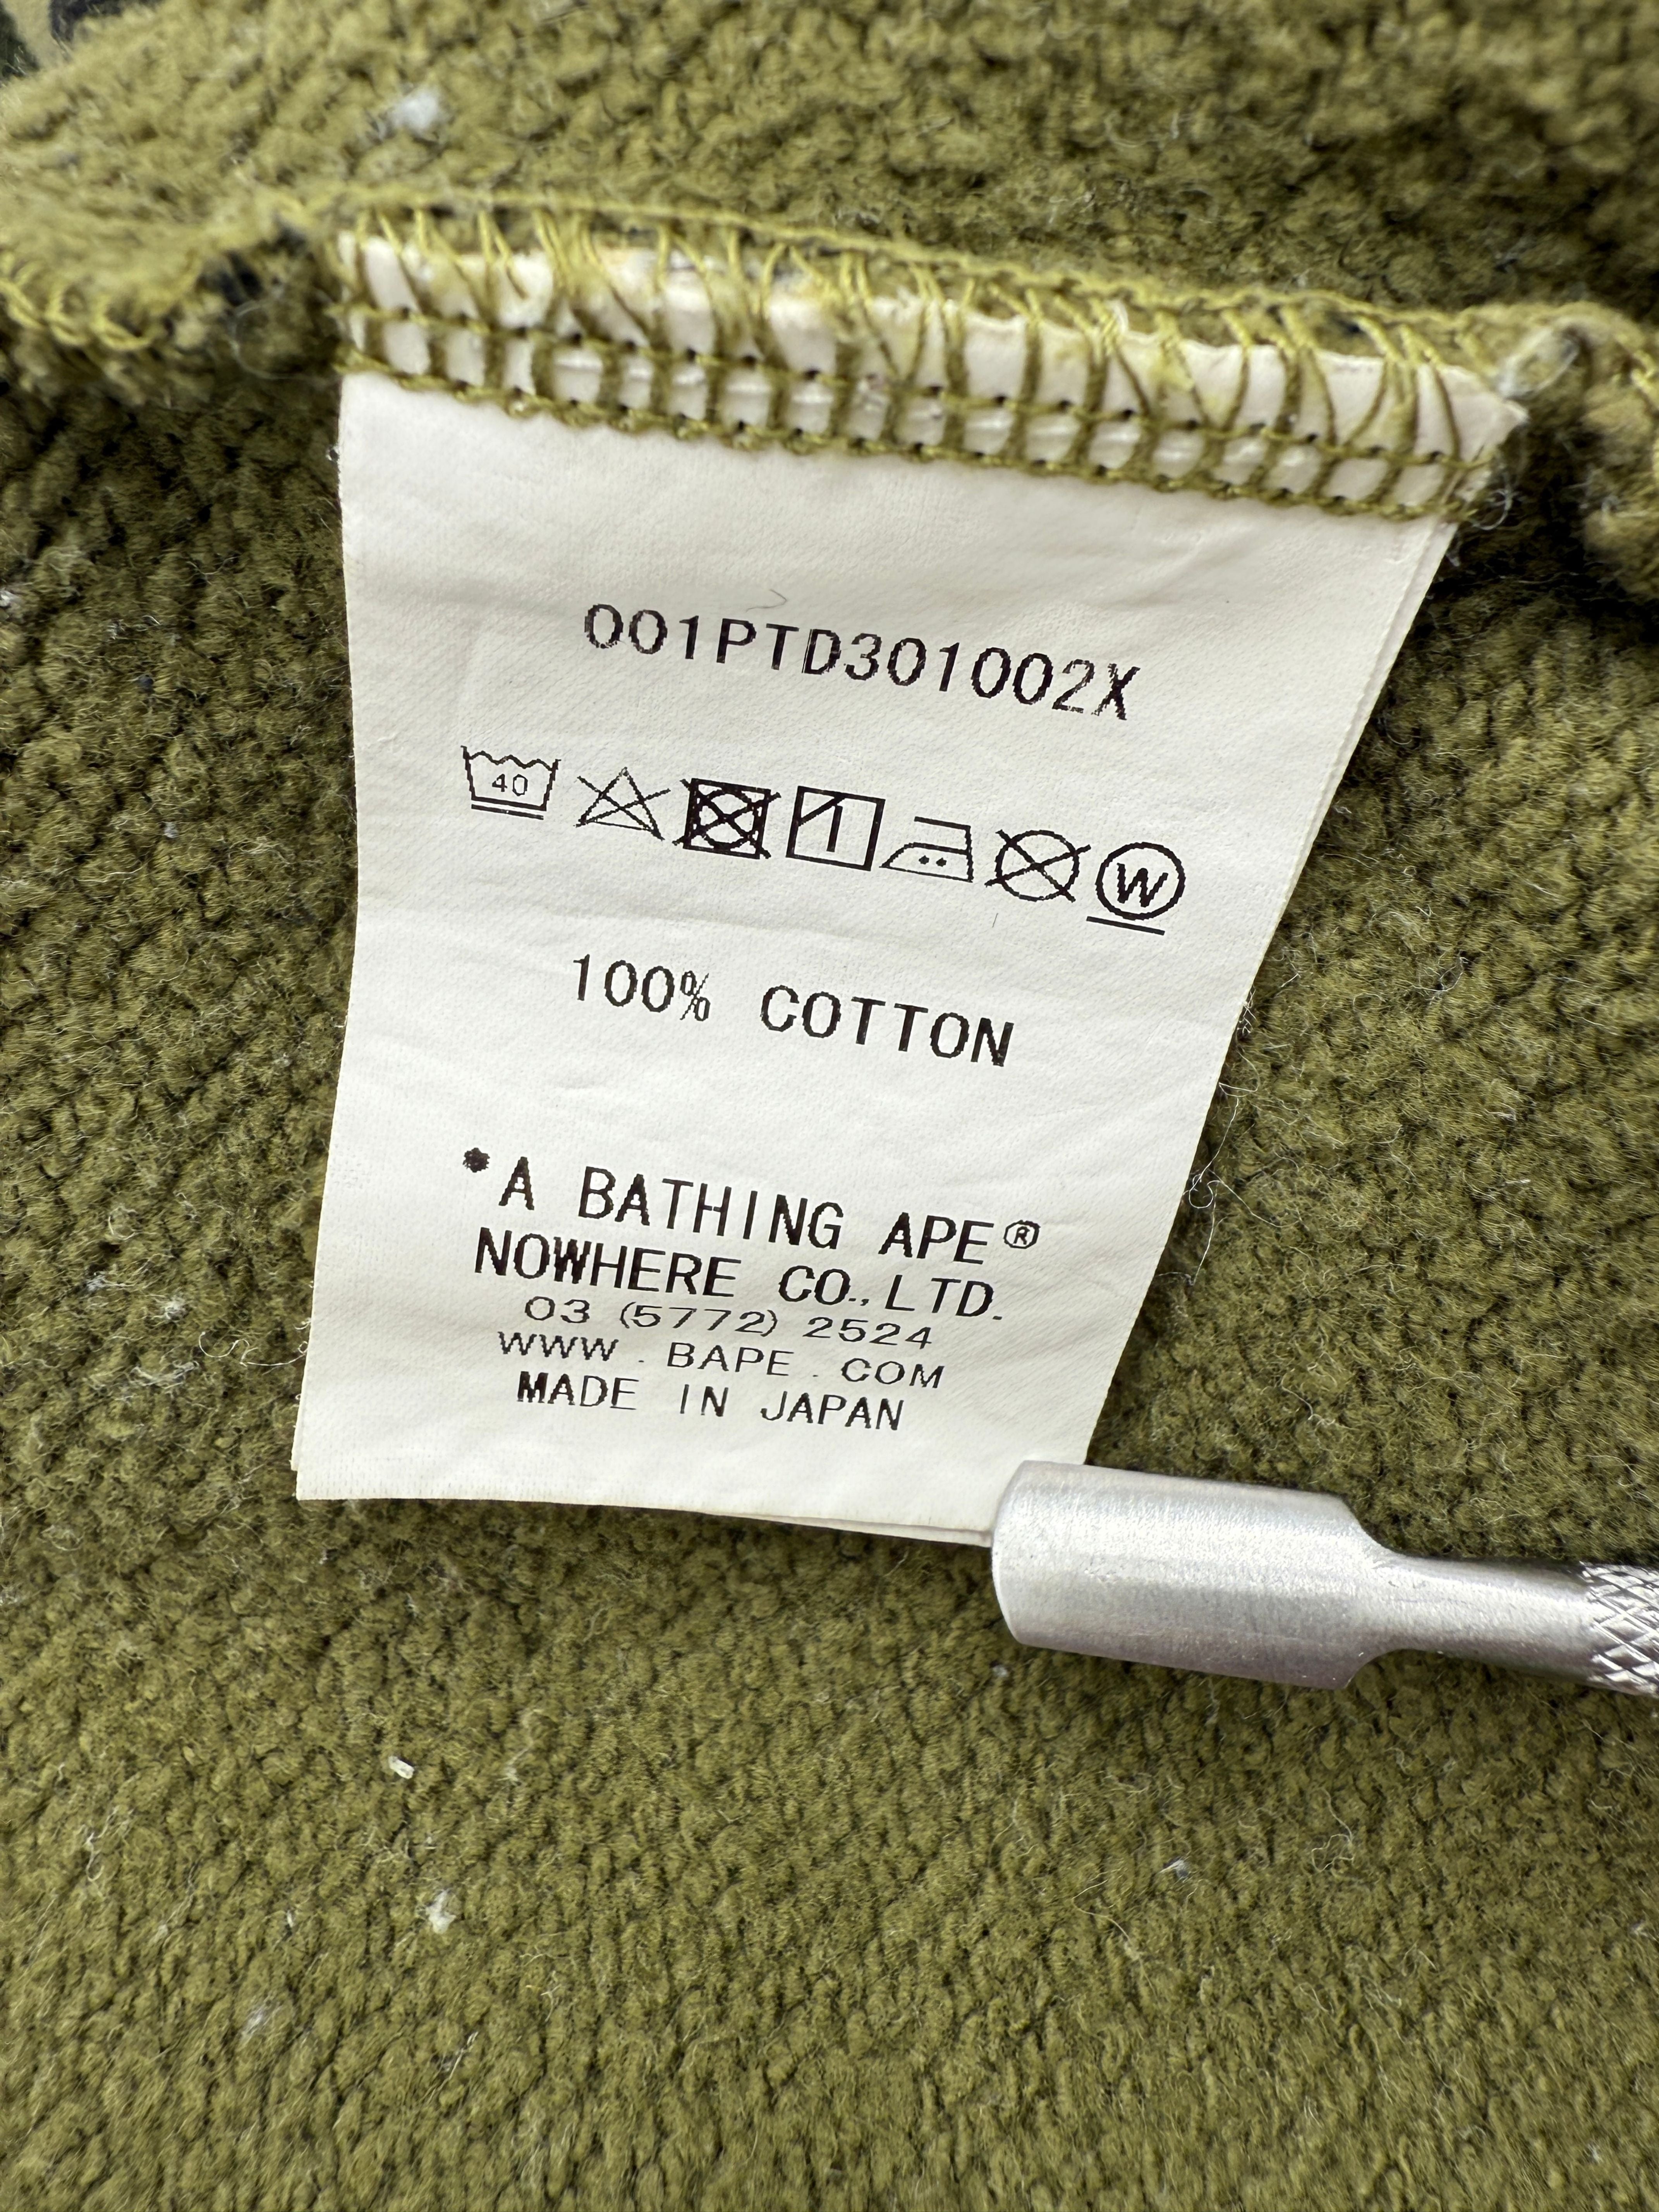 001PTD301002X
40 W
100% COTTON
*A BATHING APE®
NOWHERE CO.,LTD.
03 (5772) 2524
WWW . BAPE . COM
MADE IN JAPAN